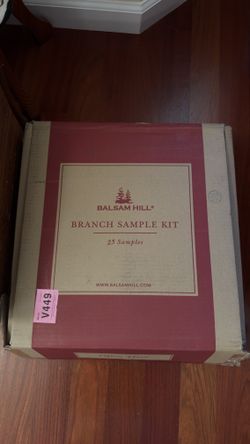 BALSAM HILL®
BRANCH SAMPLE KIT
25 Samples
WWW.BALSAMHILL.COM
V449